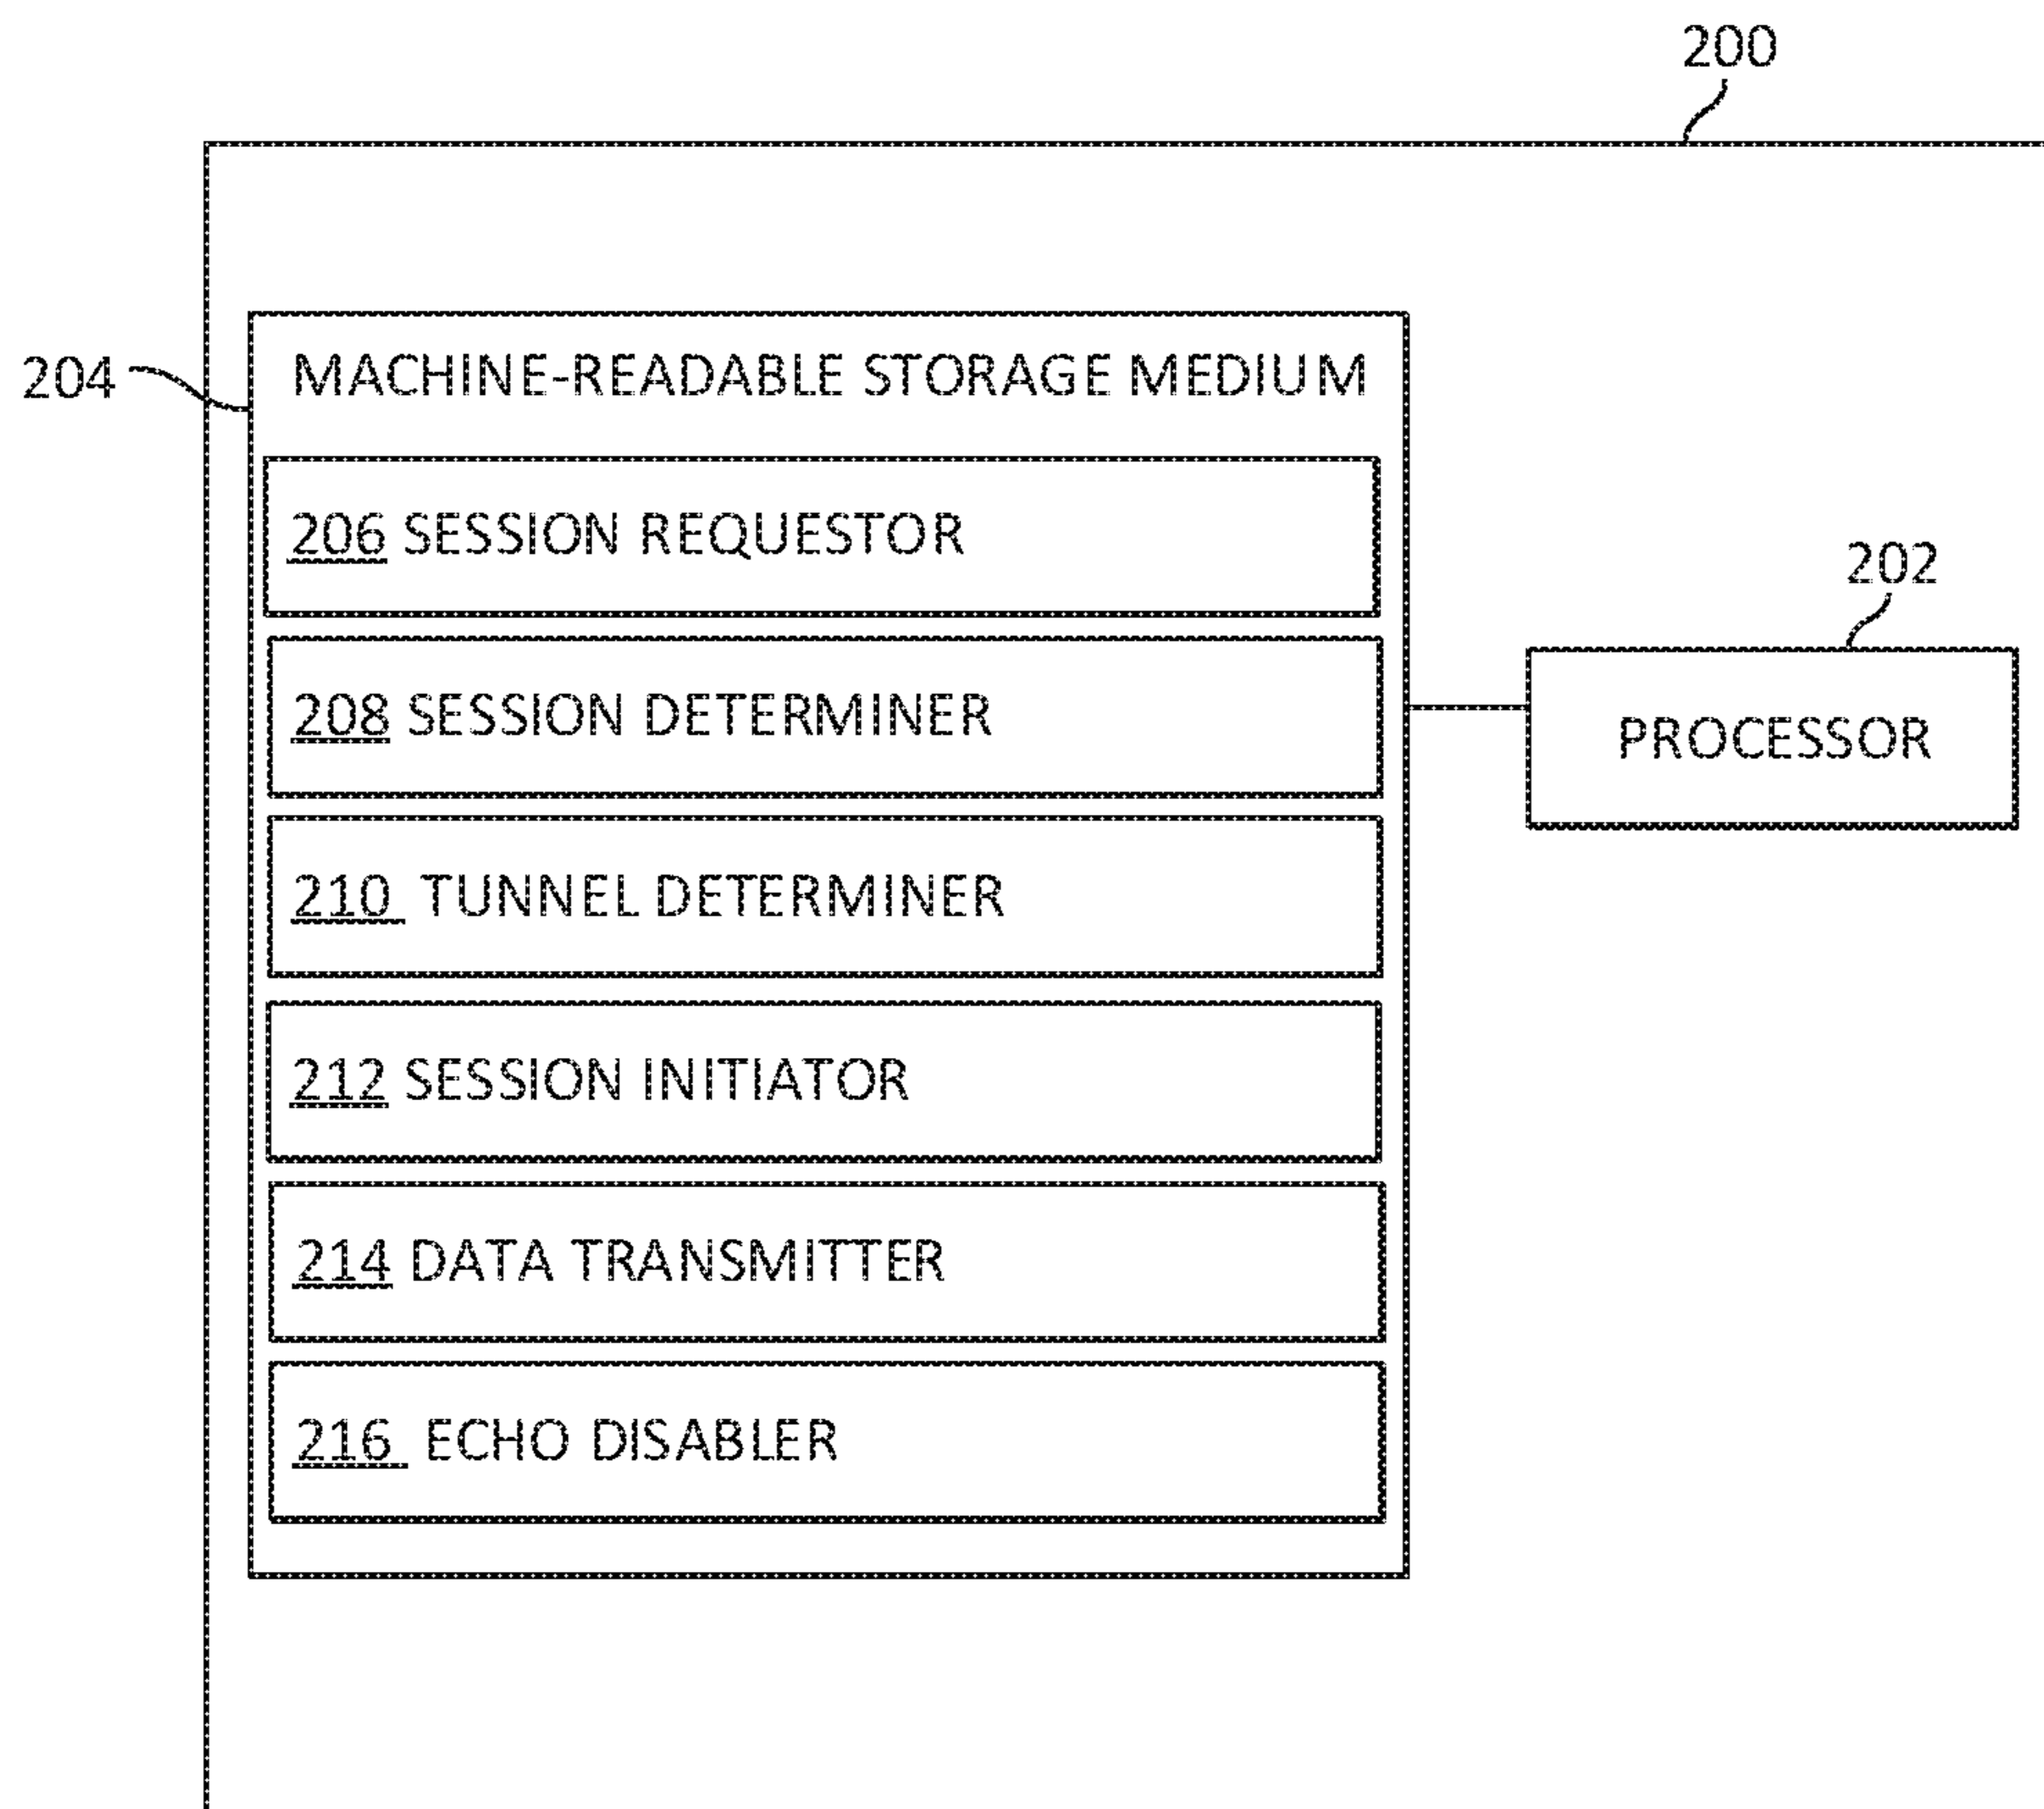 200
204
MACHINE-READABLE STORAGE MEDIUM
206 SESSION REQUESTOR
202
208 SESSION DETERMINER
PROCESSOR
210 TUNNEL DETERMINER
212 SESSION INITIATOR
214 DATA TRANSMITTER
216 ECHO DISABLER